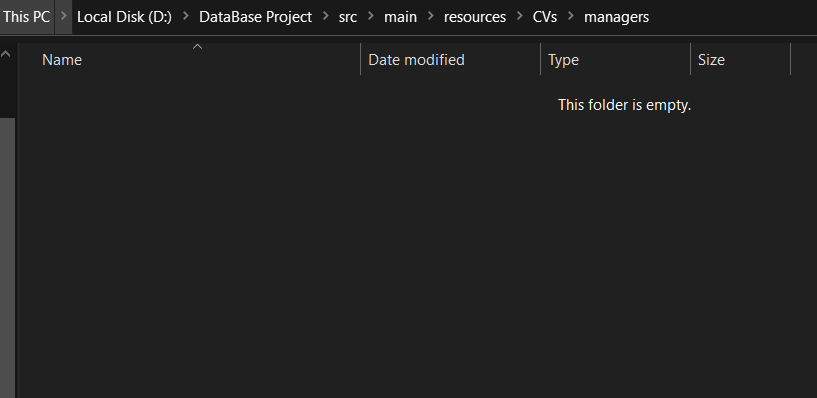 This PC > Local Disk (D:) > DataBase Project > src > main > resources > CVs > managers
Name Date modified Type Size
This folder is empty.